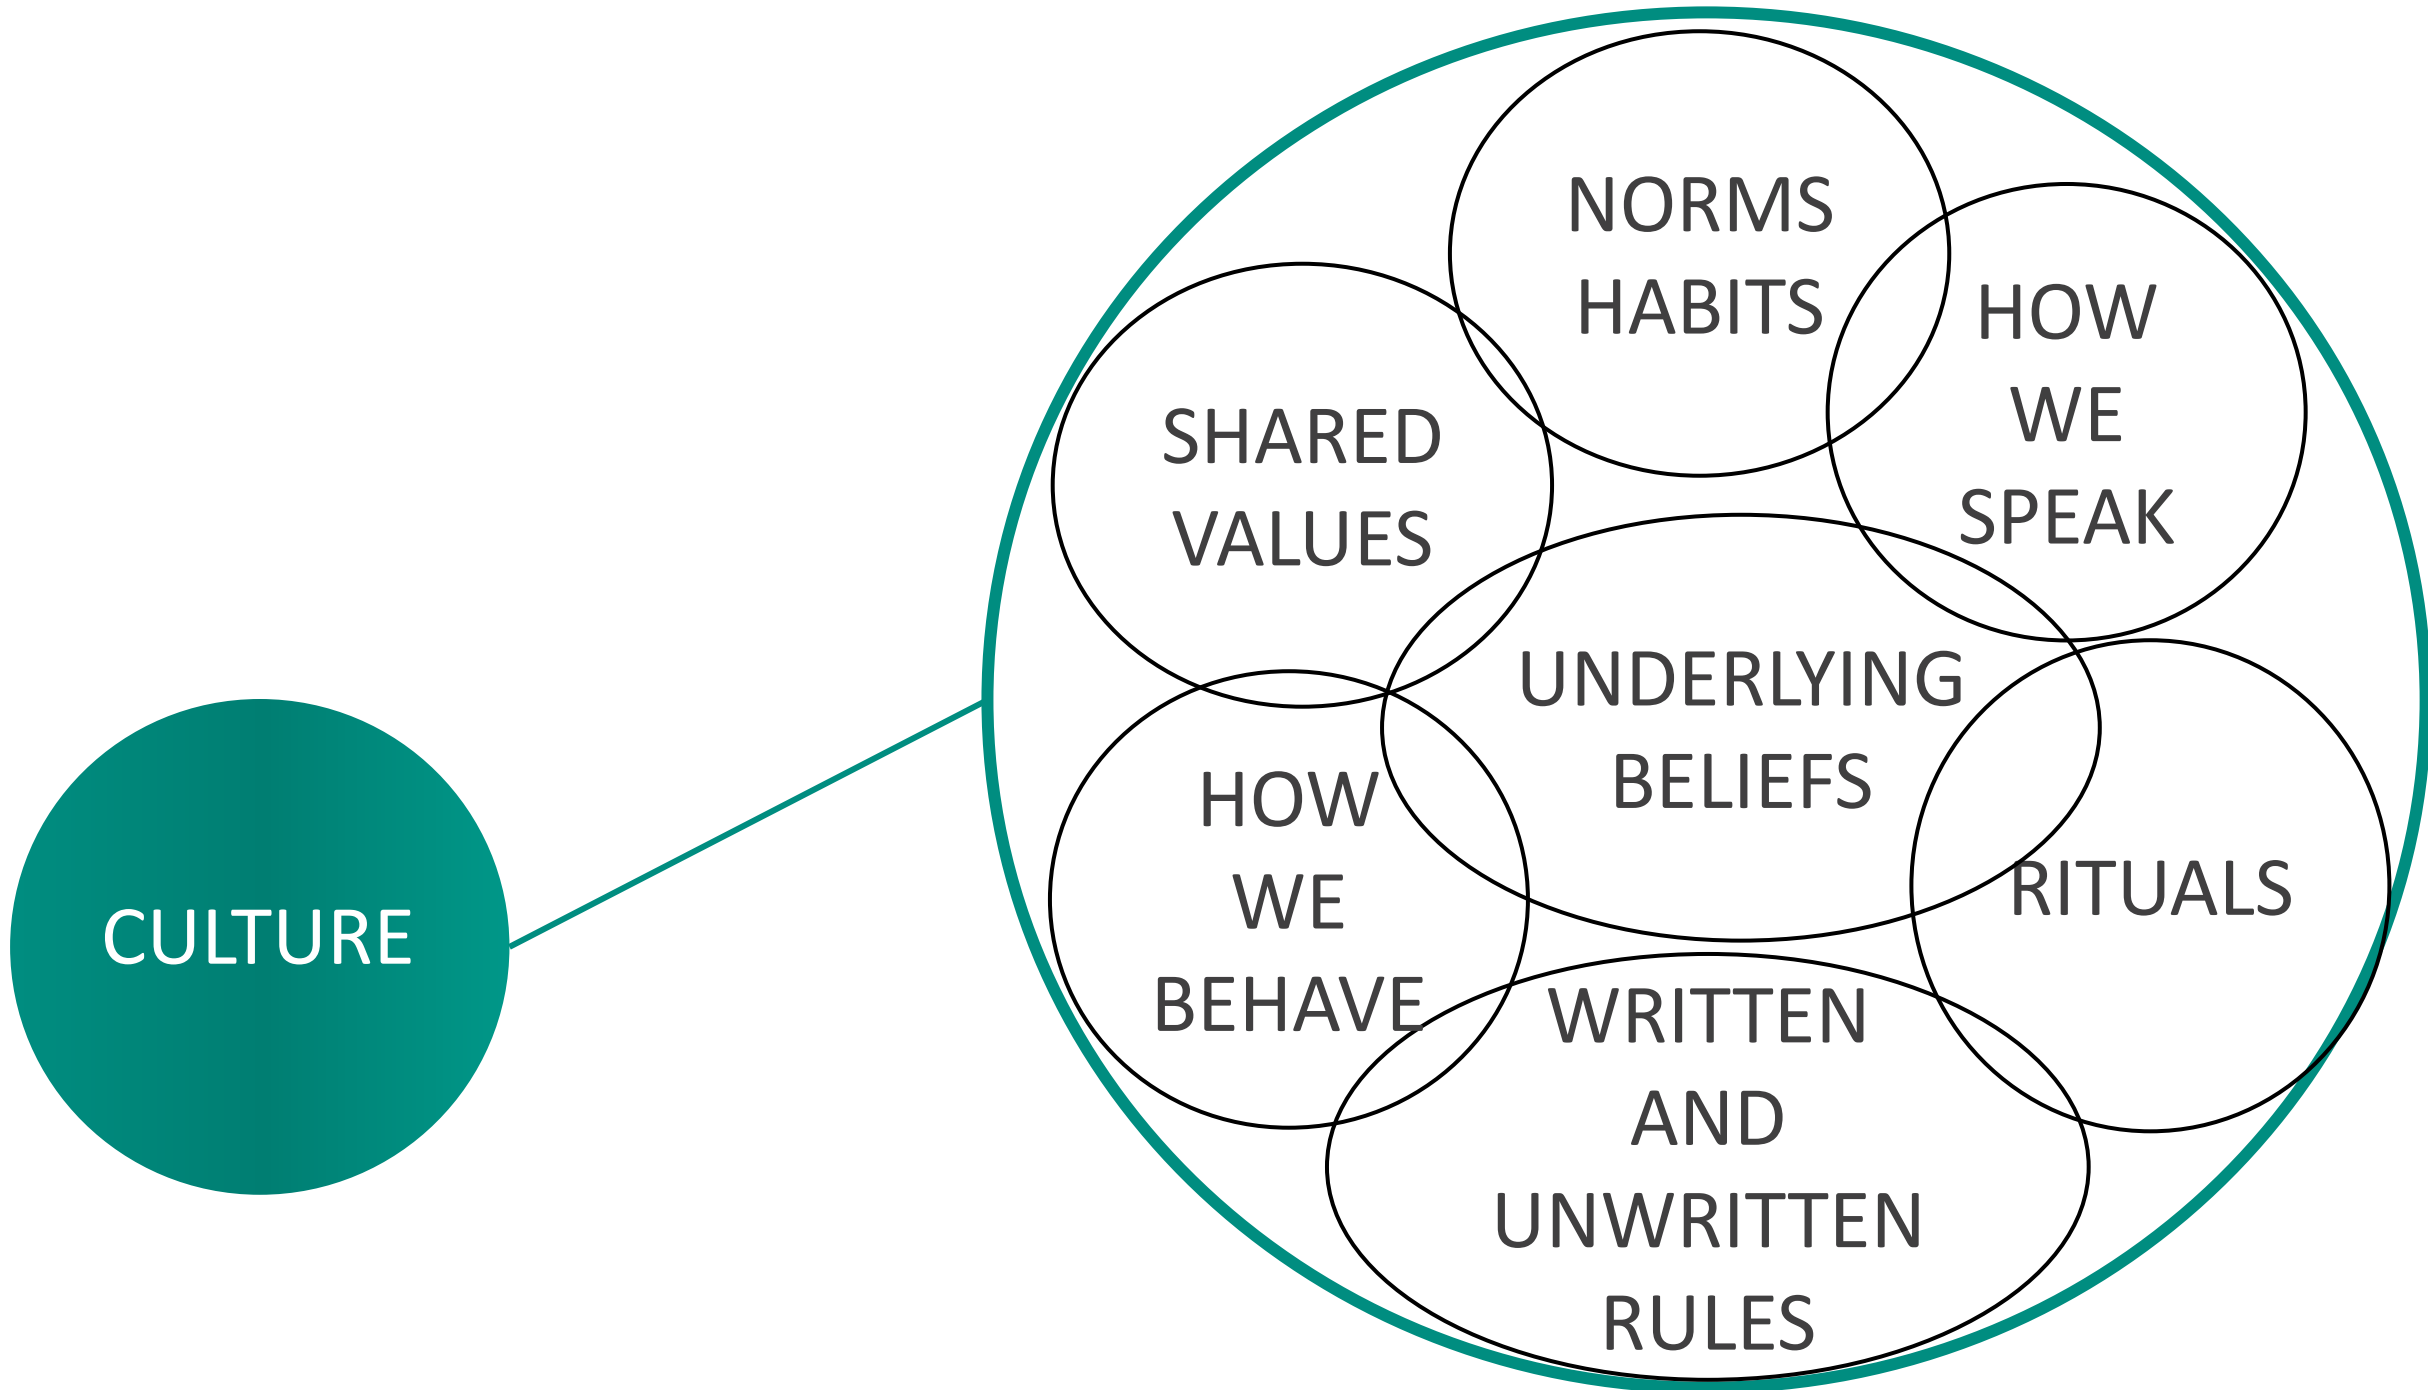 CULTURE
NORMS
HABITS
HOW
WE
SPEAK
SHARED
VALUES
UNDERLYING
BELIEFS
HOW
WE
BEHAVE
RITUALS
WRITTEN
AND
UNWRITTEN
RULES